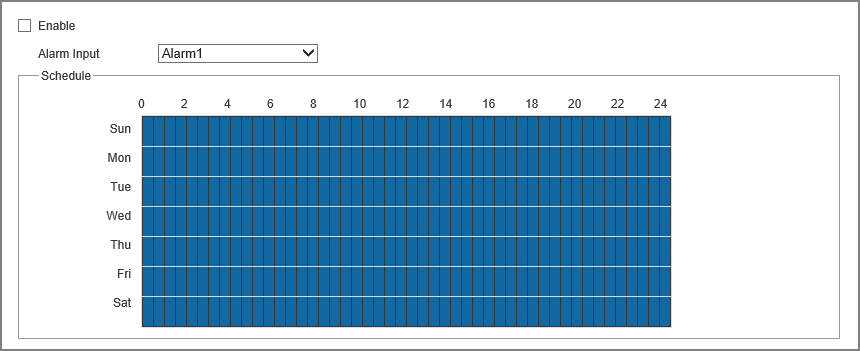 Enable
Alarm Input Alarm1
Schedule
0 2 4 6 8 10 12 14 16 18 20 22 24
Sun
Mon
Tue
Wed
Thu
Fri
Sat